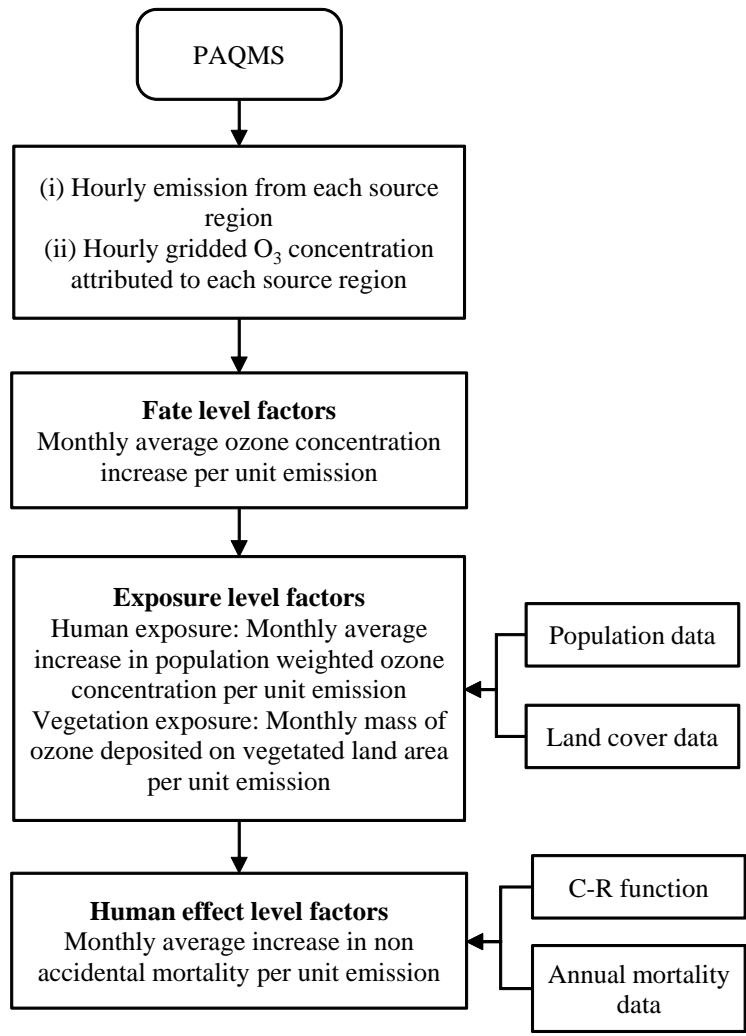 PAQMS
(i) Hourly emission from each source
region
(ii) Hourly gridded O₃ concentration
attributed to each source region
Fate level factors
Monthly average ozone concentration
increase per unit emission
Exposure level factors
Human exposure: Monthly average
increase in population weighted ozone
concentration per unit emission
Vegetation exposure: Monthly mass of
ozone deposited on vegetated land area
per unit emission
Population data
Land cover data
Human effect level factors
Monthly average increase in non
accidental mortality per unit emission
C-R function
Annual mortality
data